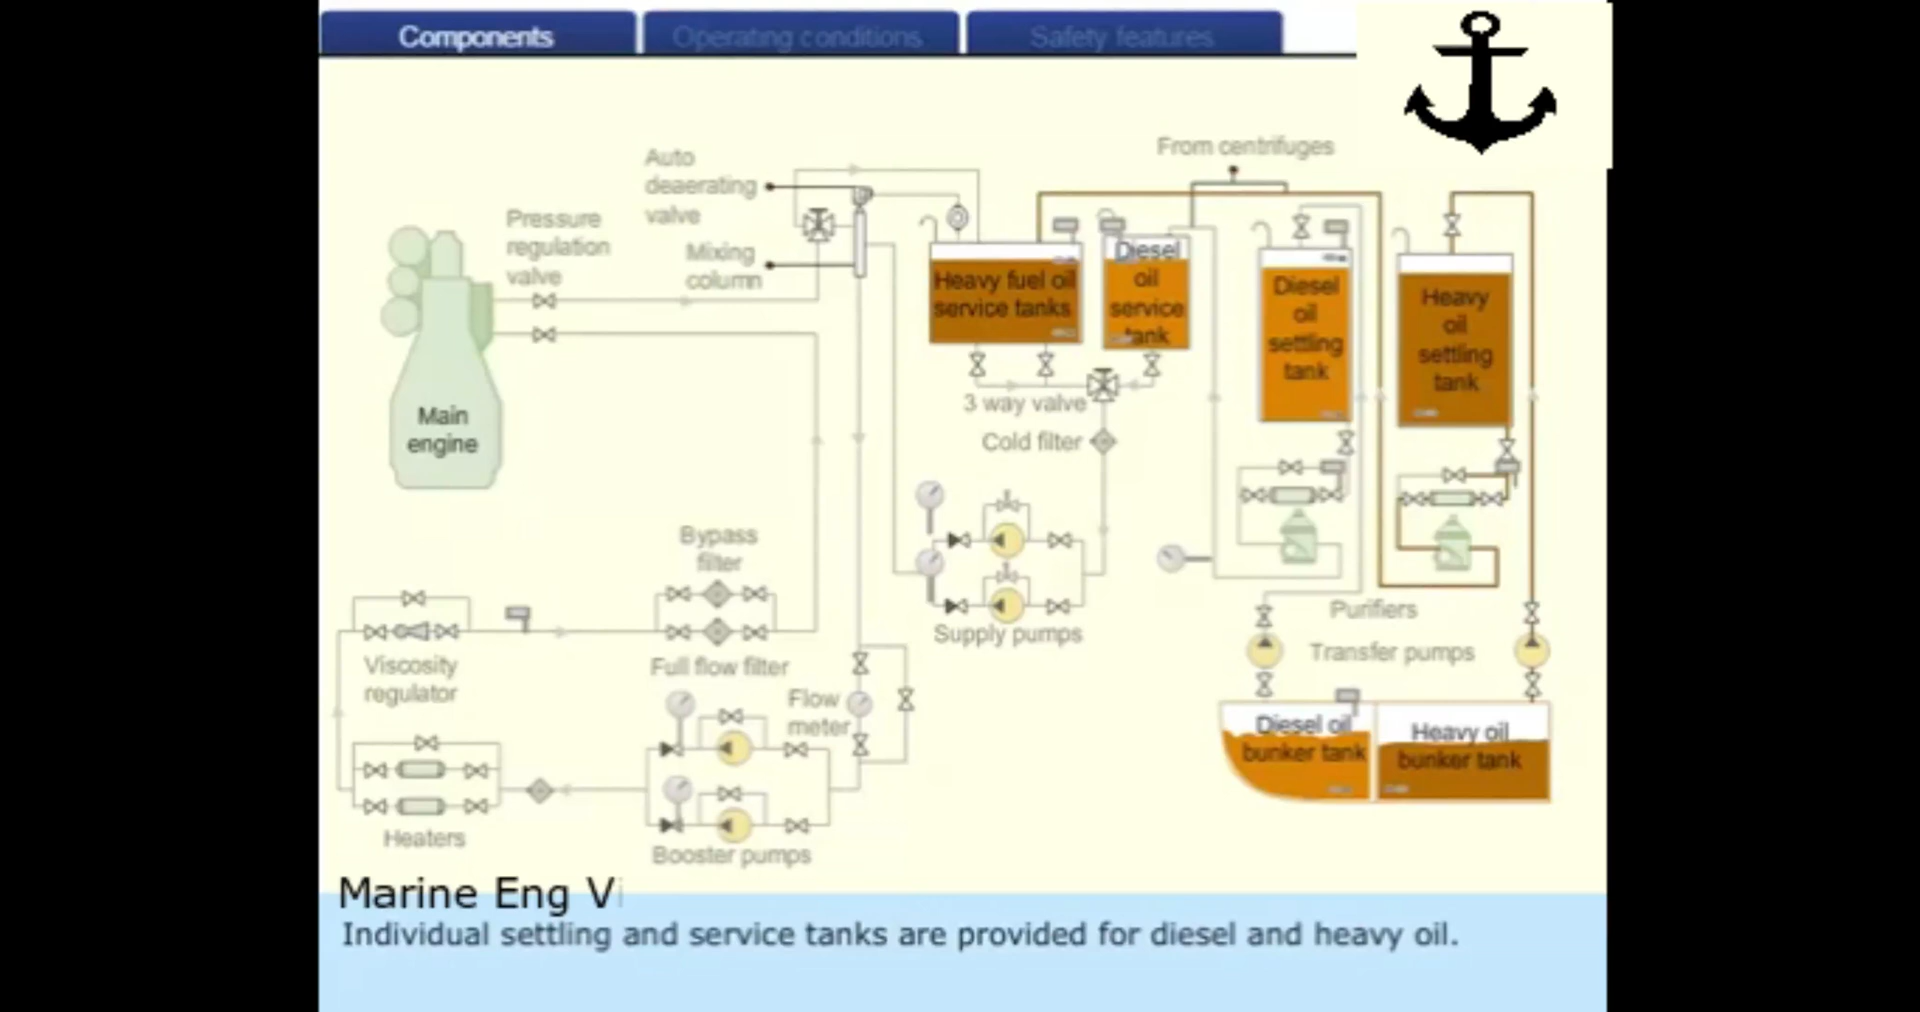 Components
Operating conditions
Safety features
From centrifuges
Auto
deaerating
valve
Pressure
regulation
valve
Mixing
column
Heavy fuel oil
service tanks
Diesel
oil
service
tank
Diesel
oil
settling
tank
Heavy
oil
settling
tank
Main
engine
3 way valve
Cold filter
Bypass
filter
Supply pumps
Purifiers
Transfer pumps
Viscosity
regulator
Full flow filter
Flow
meter
Diesel oil
bunker tank
Heavy oil
bunker tank
Heaters
Booster pumps
Marine Eng Vi
Individual settling and service tanks are provided for diesel and heavy oil.